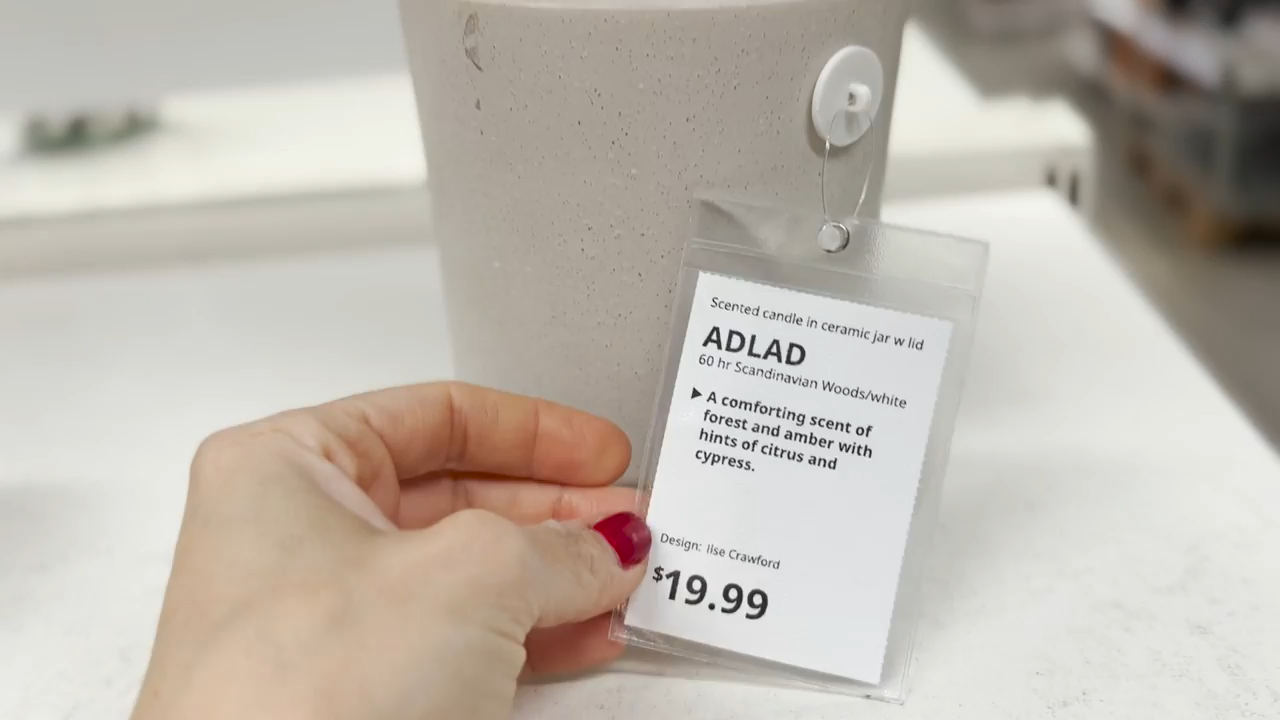 Scented candle in ceramic jar w lid
ADLAD
60 hr Scandinavian Woods/white
▶ A comforting scent of
forest and amber with
hints of citrus and
cypress.
Design: Ilse Crawford
$19.99